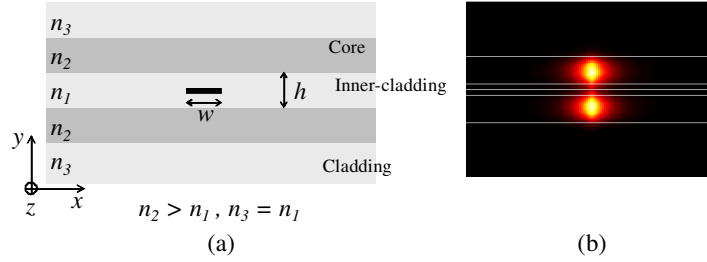 n3
Core
n2
Inner-cladding
n1
h
w
n2
y
n3
Cladding
z
x
n2 > n1 , n3 = n1
(a)
(b)